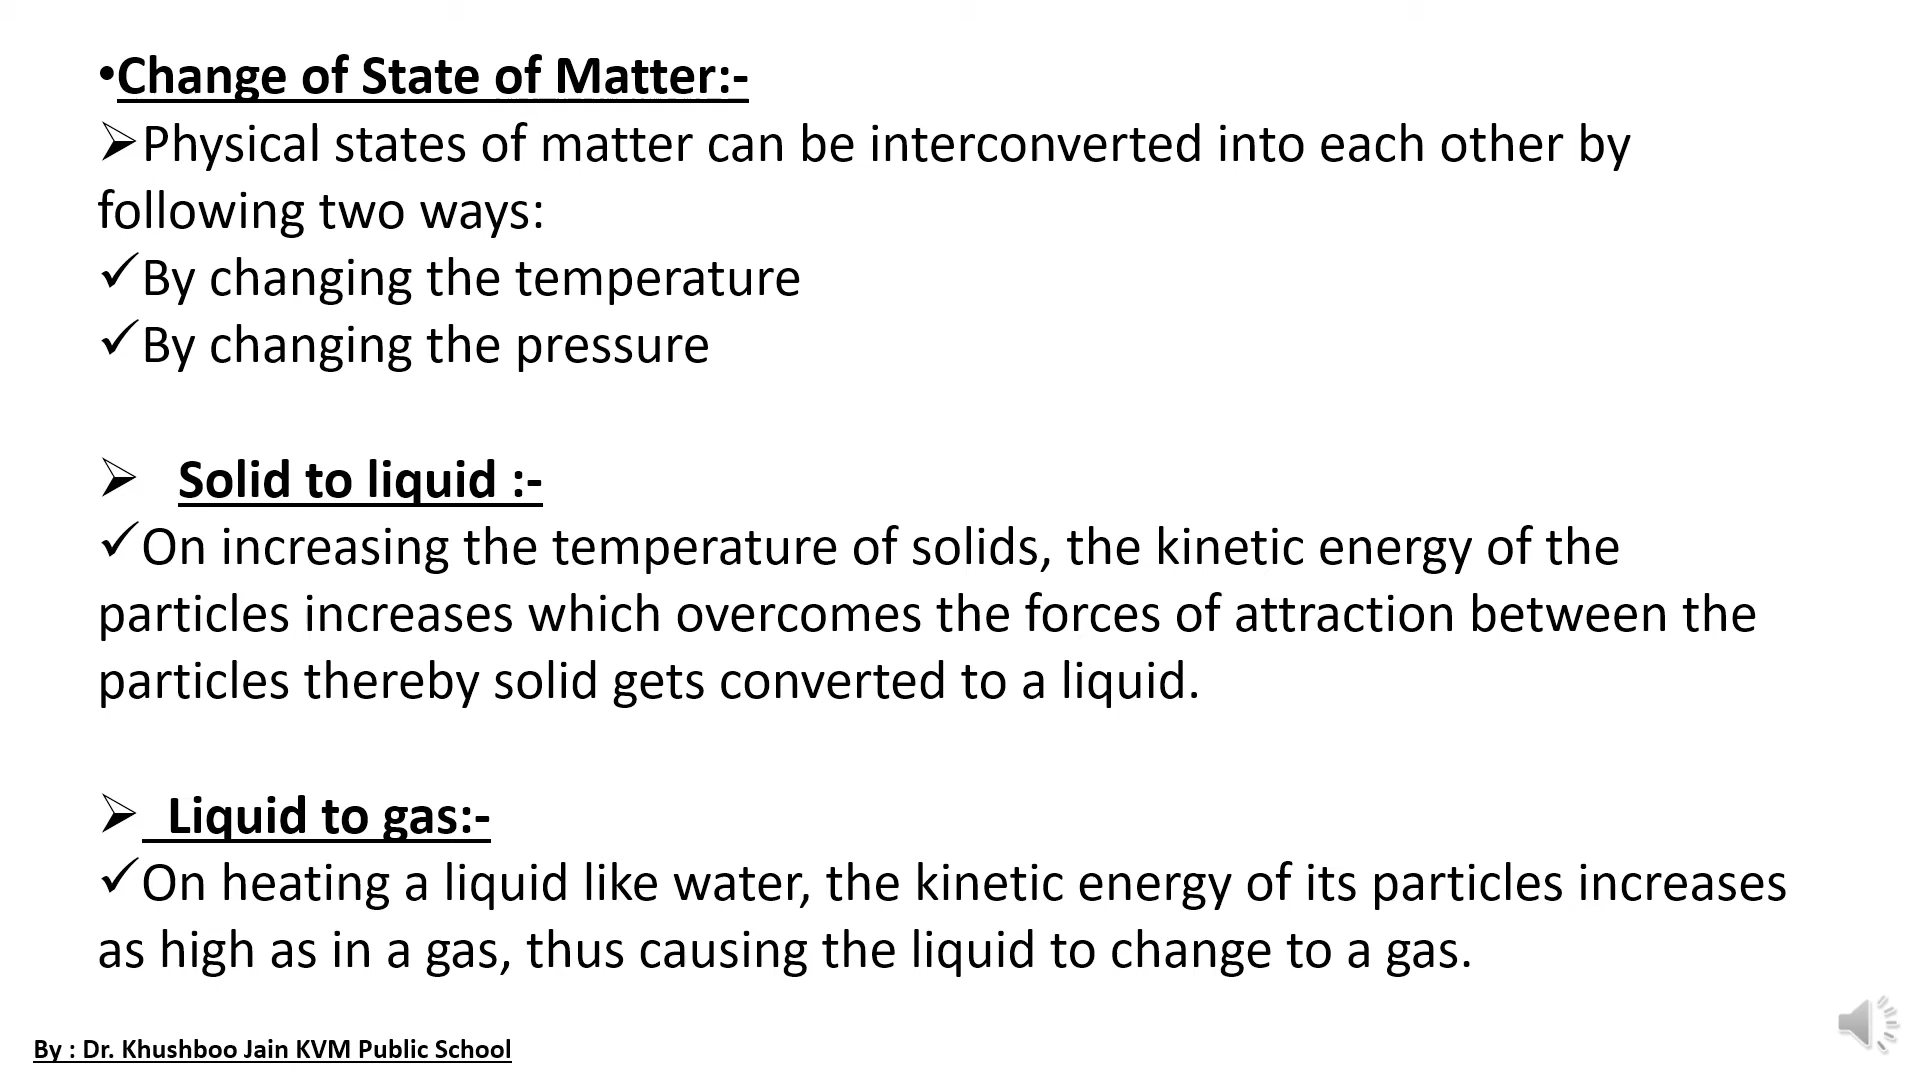 •Change of State of Matter:-
➢Physical states of matter can be interconverted into each other by
following two ways:
✓By changing the temperature
✓By changing the pressure
➢ Solid to liquid :-
✓On increasing the temperature of solids, the kinetic energy of the
particles increases which overcomes the forces of attraction between the
particles thereby solid gets converted to a liquid.
➢ Liquid to gas:-
✓On heating a liquid like water, the kinetic energy of its particles increases
as high as in a gas, thus causing the liquid to change to a gas.
By : Dr. Khushboo Jain KVM Public School